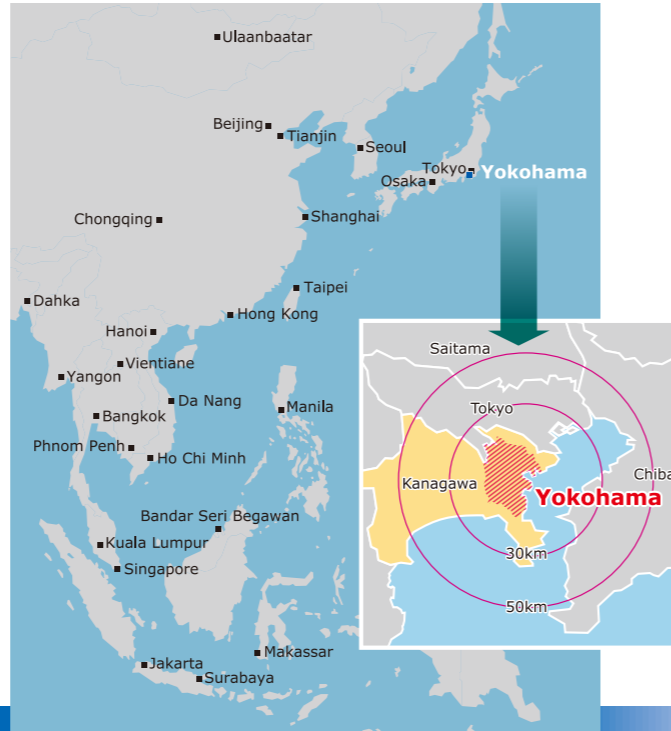 Ulaanbaatar
Beijing
Tianjin
Seoul
Tokyo
Yokohama
Osaka
Chongqing
Shanghai
Taipei
Dahka
Hong Kong
Hanoi
Vientiane
Yangon
Da Nang
Manila
Bangkok
Phnom Penh
Ho Chi Minh
Bandar Seri Begawan
Kuala Lumpur
Singapore
Makassar
Jakarta
Surabaya
Saitama
Tokyo
Chiba
Kanagawa
Yokohama
30km
50km